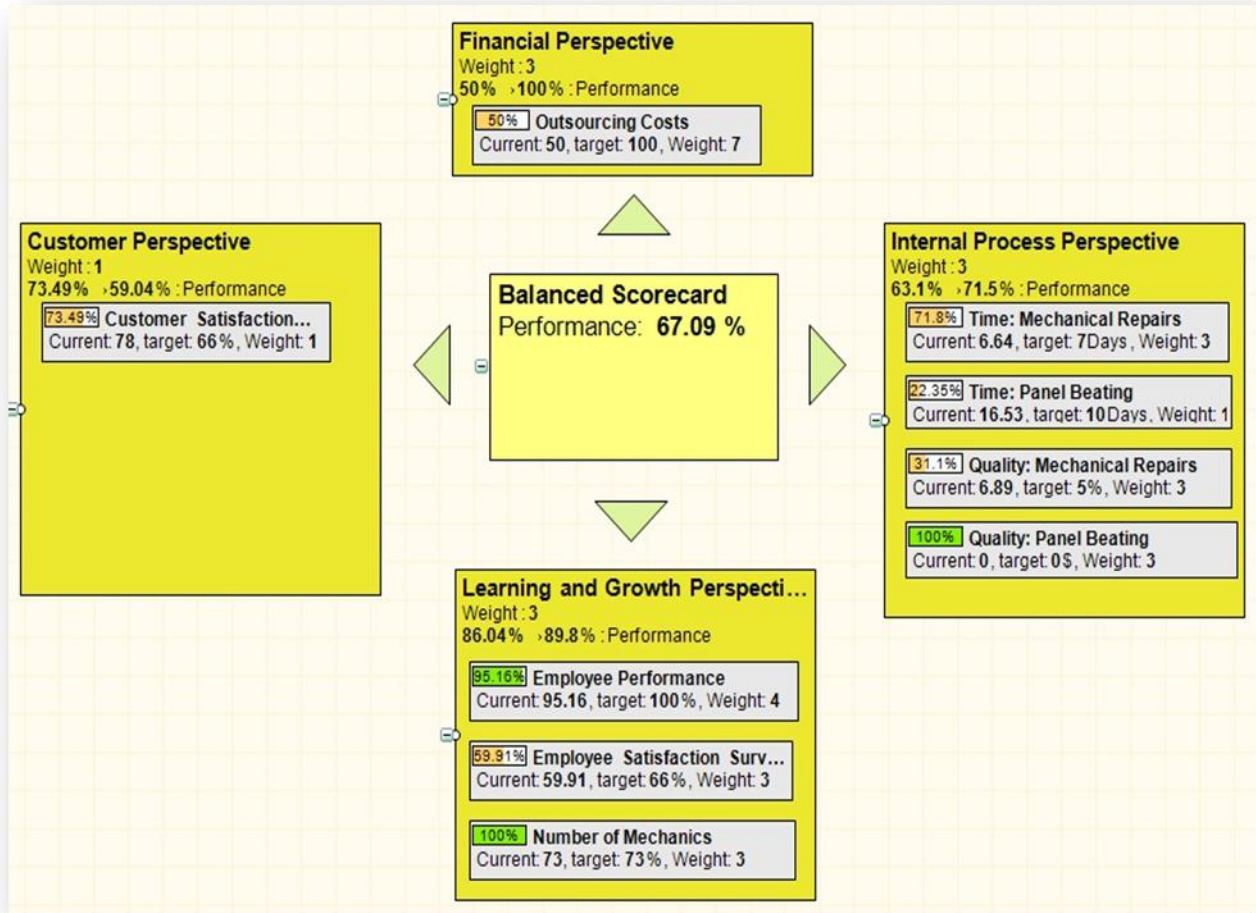 Financial Perspective
Weight : 3
50% ›100% : Performance
50% Outsourcing Costs
Current: 50, target: 100, Weight: 7
Customer Perspective
Weight : 1
73.49% ›59.04% : Performance
73.49% Customer Satisfaction...
Current: 78, target: 66%, Weight: 1
Balanced Scorecard
Performance: 67.09 %
Internal Process Perspective
Weight : 3
63.1% ›71.5% : Performance
71.8% Time: Mechanical Repairs
Current: 6.64, target: 7Days, Weight: 3
22.35% Time: Panel Beating
Current: 16.53, target: 10Days, Weight: 1
31.1% Quality: Mechanical Repairs
Current: 6.89, target: 5%, Weight: 3
100% Quality: Panel Beating
Current: 0, target: 0$, Weight: 3
Learning and Growth Perspecti...
Weight : 3
86.04% ›89.8% : Performance
95.16% Employee Performance
Current: 95.16, target: 100%, Weight: 4
59.91% Employee Satisfaction Surv...
Current: 59.91, target: 66%, Weight: 3
100% Number of Mechanics
Current: 73, target: 73%, Weight: 3